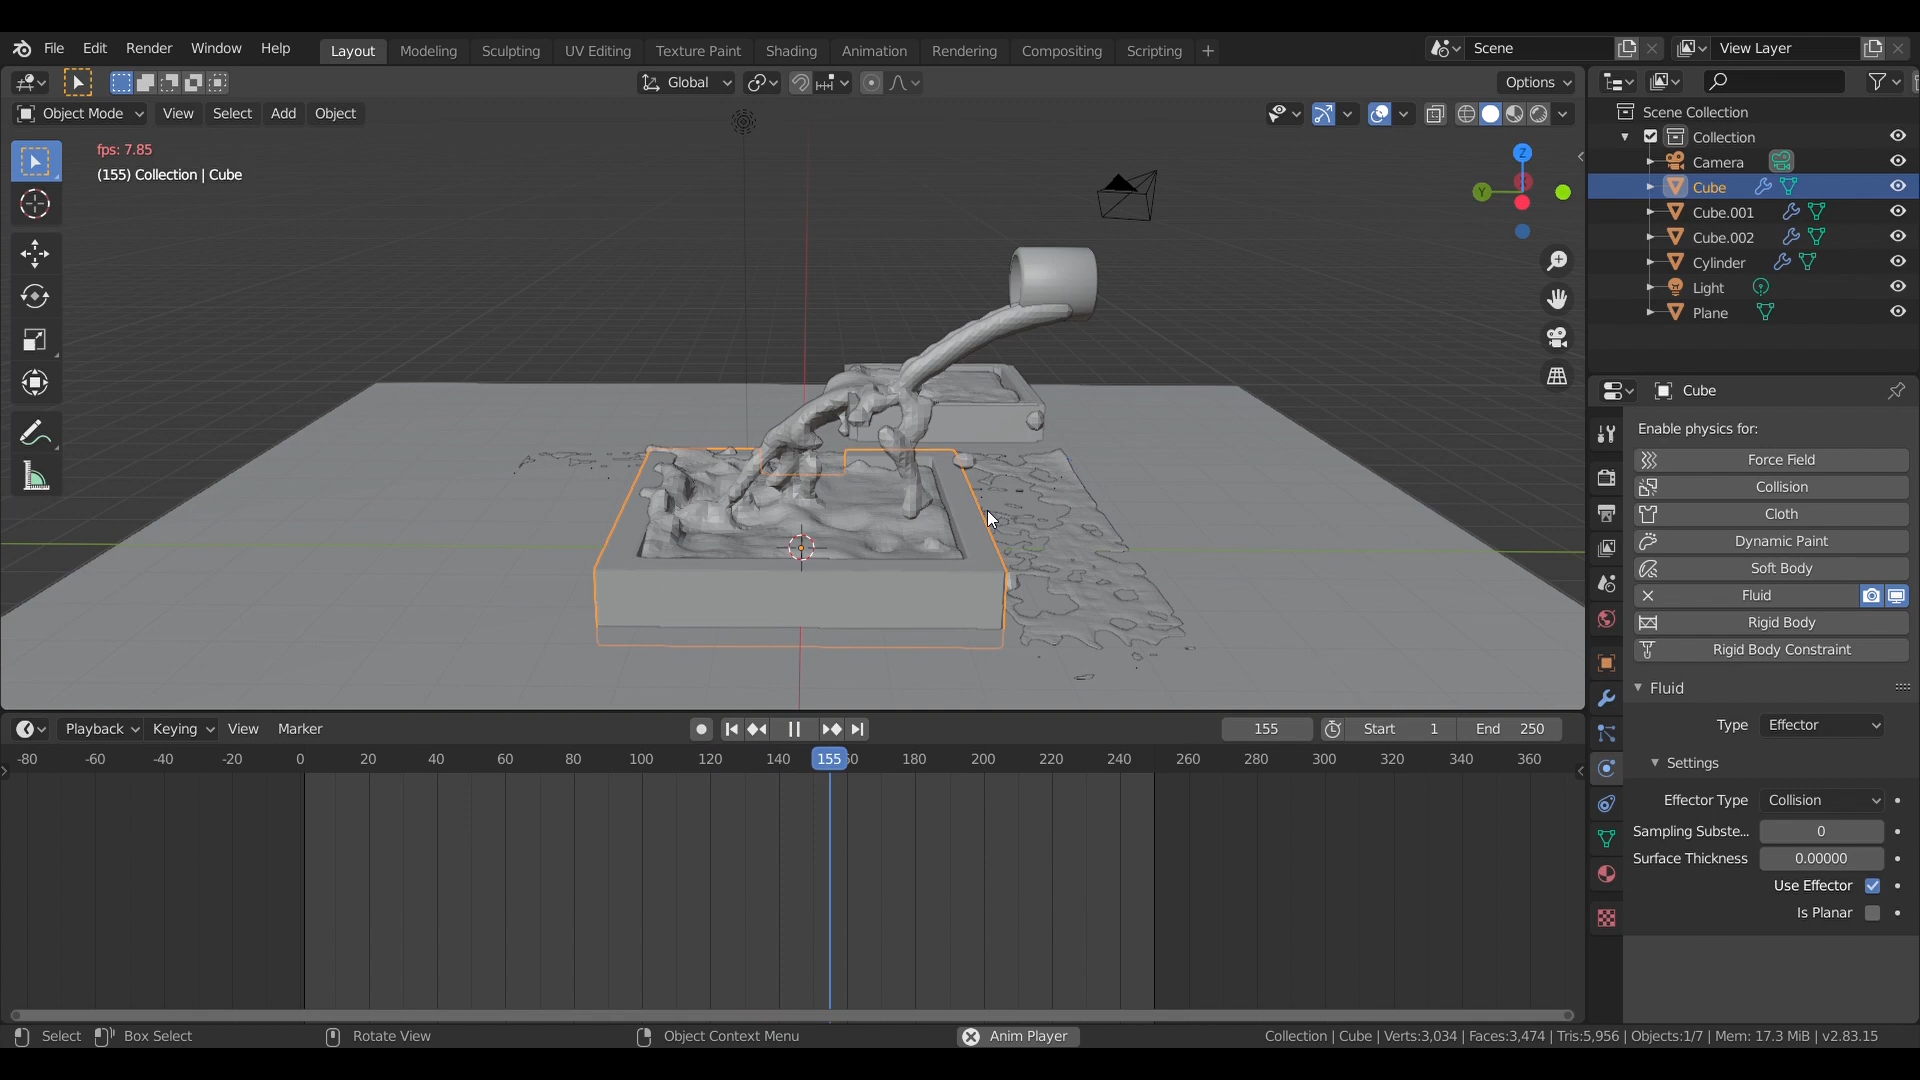 File Edit Render Window Help Layout Modeling Sculpting UV Editing Texture Paint Shading Animation Rendering Compositing Scripting + Scene View Layer
Global Options
Object Mode View Select Add Object
Scene Collection
Collection
Camera
Cube
Cube.001
Cube.002
Cylinder
Light
Plane
fps: 7.85
(155) Collection | Cube
Z
Y
Cube
Enable physics for:
Force Field
Collision
Cloth
Dynamic Paint
Soft Body
Fluid
Rigid Body
Rigid Body Constraint
Fluid
Type Effector
Settings
Effector Type Collision
Sampling Subste... 0
Surface Thickness 0.00000
Use Effector
Is Planar
Playback Keying View Marker 155 Start 1 End 250
-80 -60 -40 -20 0 20 40 60 80 100 120 140 155 180 200 220 240 260 280 300 320 340 360
Select Box Select Rotate View Object Context Menu Anim Player Collection | Cube | Verts:3,034 | Faces:3,474 | Tris:5,956 | Objects:1/7 | Mem: 17.3 MiB | v2.83.15